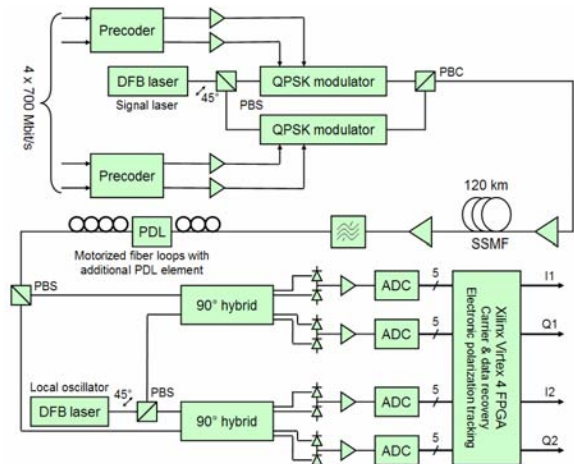 4 x 700 Mbit/s
Precoder
DFB laser
Signal laser
45°
PBS
QPSK modulator
PBC
QPSK modulator
Precoder
120 km
SSMF
PDL
Motorized fiber loops with
additional PDL element
PBS
90° hybrid
ADC
5
I1
ADC
5
Q1
Xilinx Virtex 4 FPGA
Carrier & data recovery
Electronic polarization tracking
Local oscillator
DFB laser
45°
PBS
90° hybrid
ADC
5
I2
ADC
5
Q2